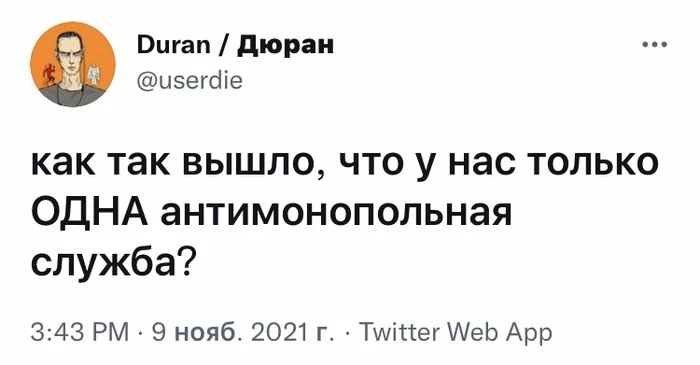 Duran / Дюран
@userdie
как так вышло, что у нас только
ОДНА антимонопольная
служба?
3:43 PM · 9 нояб. 2021 г. · Twitter Web App